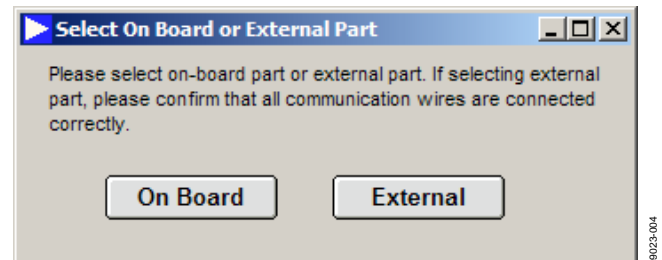 Select On Board or External Part
Please select on-board part or external part. If selecting external
part, please confirm that all communication wires are connected
correctly.
On Board
External
9023-004